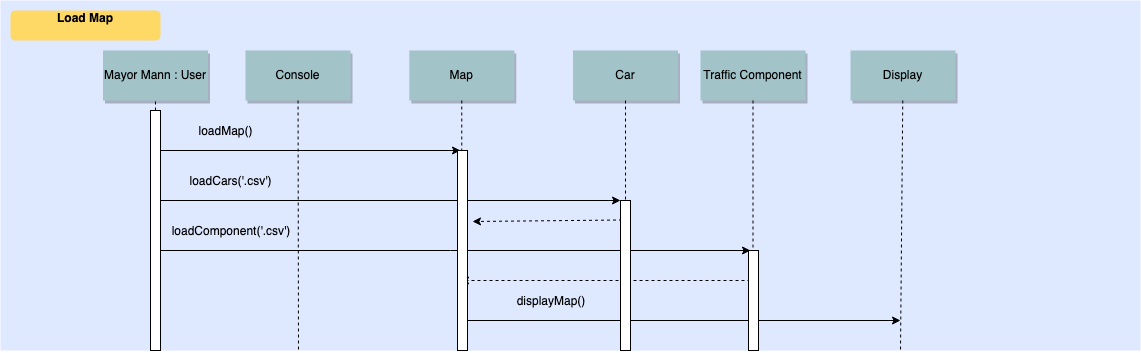 Load Map
Mayor Mann : User
Console
Map
Car
Traffic Component
Display
loadMap()
loadCars('.csv')
loadComponent('.csv')
displayMap()